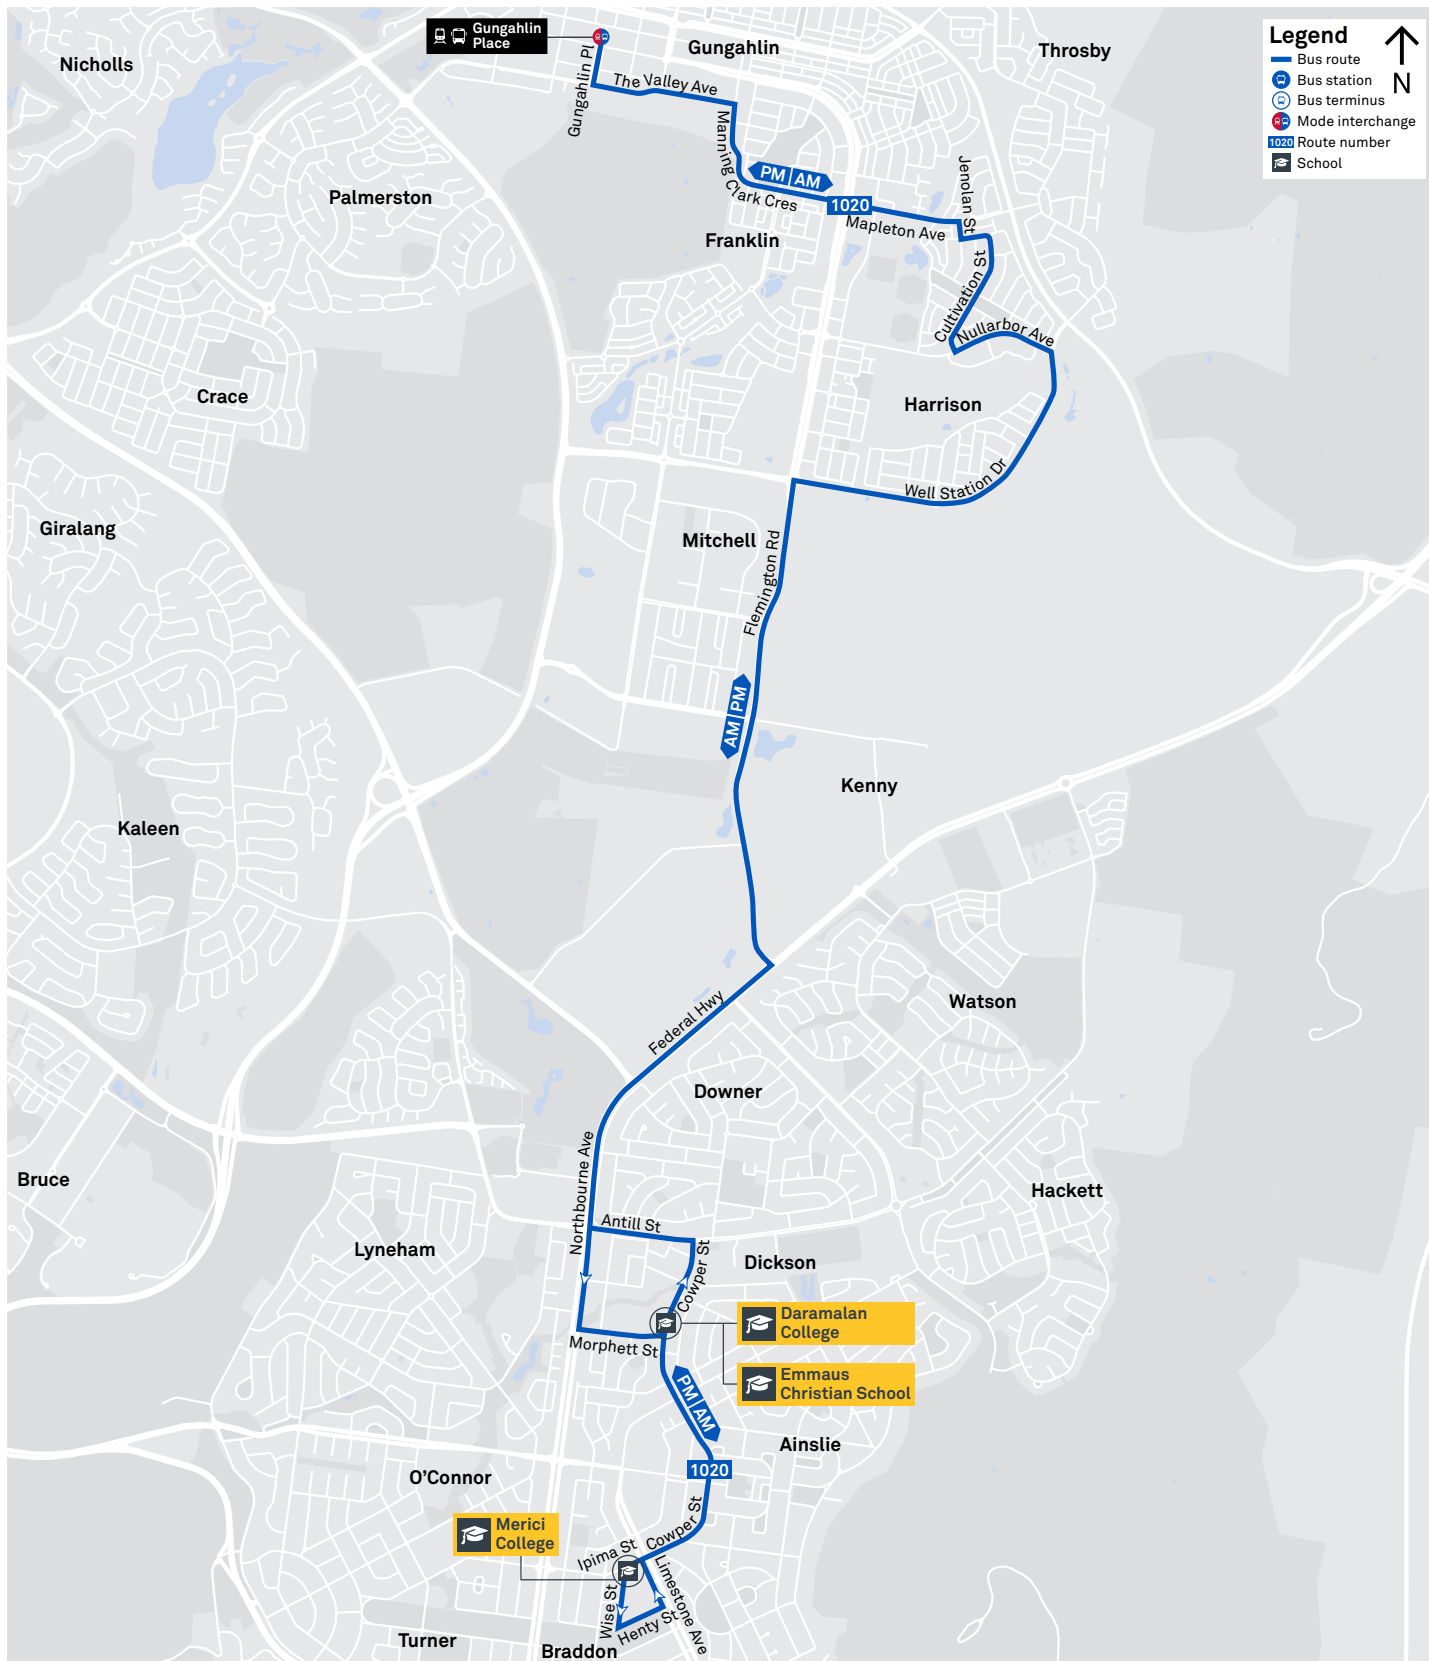 Gungahlin
Place
Gungahlin
Throsby
Nicholls
Legend
Bus route
Bus station
Bus terminus
Mode interchange
1020 Route number
School
N
Gungahlin Pl
The Valley Ave
Manning Clark Cres
PM AM
1020
Mapleton Ave
Jenolan St
Palmerston
Franklin
Cultivation St
Nullarbor Ave
Crace
Harrison
Well Station Dr
Giralang
Mitchell
Flemington Rd
AM PM
Kenny
Kaleen
Watson
Federal Hwy
Downer
Northbourne Ave
Bruce
Hackett
Antill St
Lyneham
Cowper St
Dickson
Daramalan
College
Morphett St
Emmaus
Christian School
PM AM
Ainslie
1020
O'Connor
Merici
College
Cowper St
Ipima St
Limestone Ave
Wise St
Henty St
Turner
Braddon